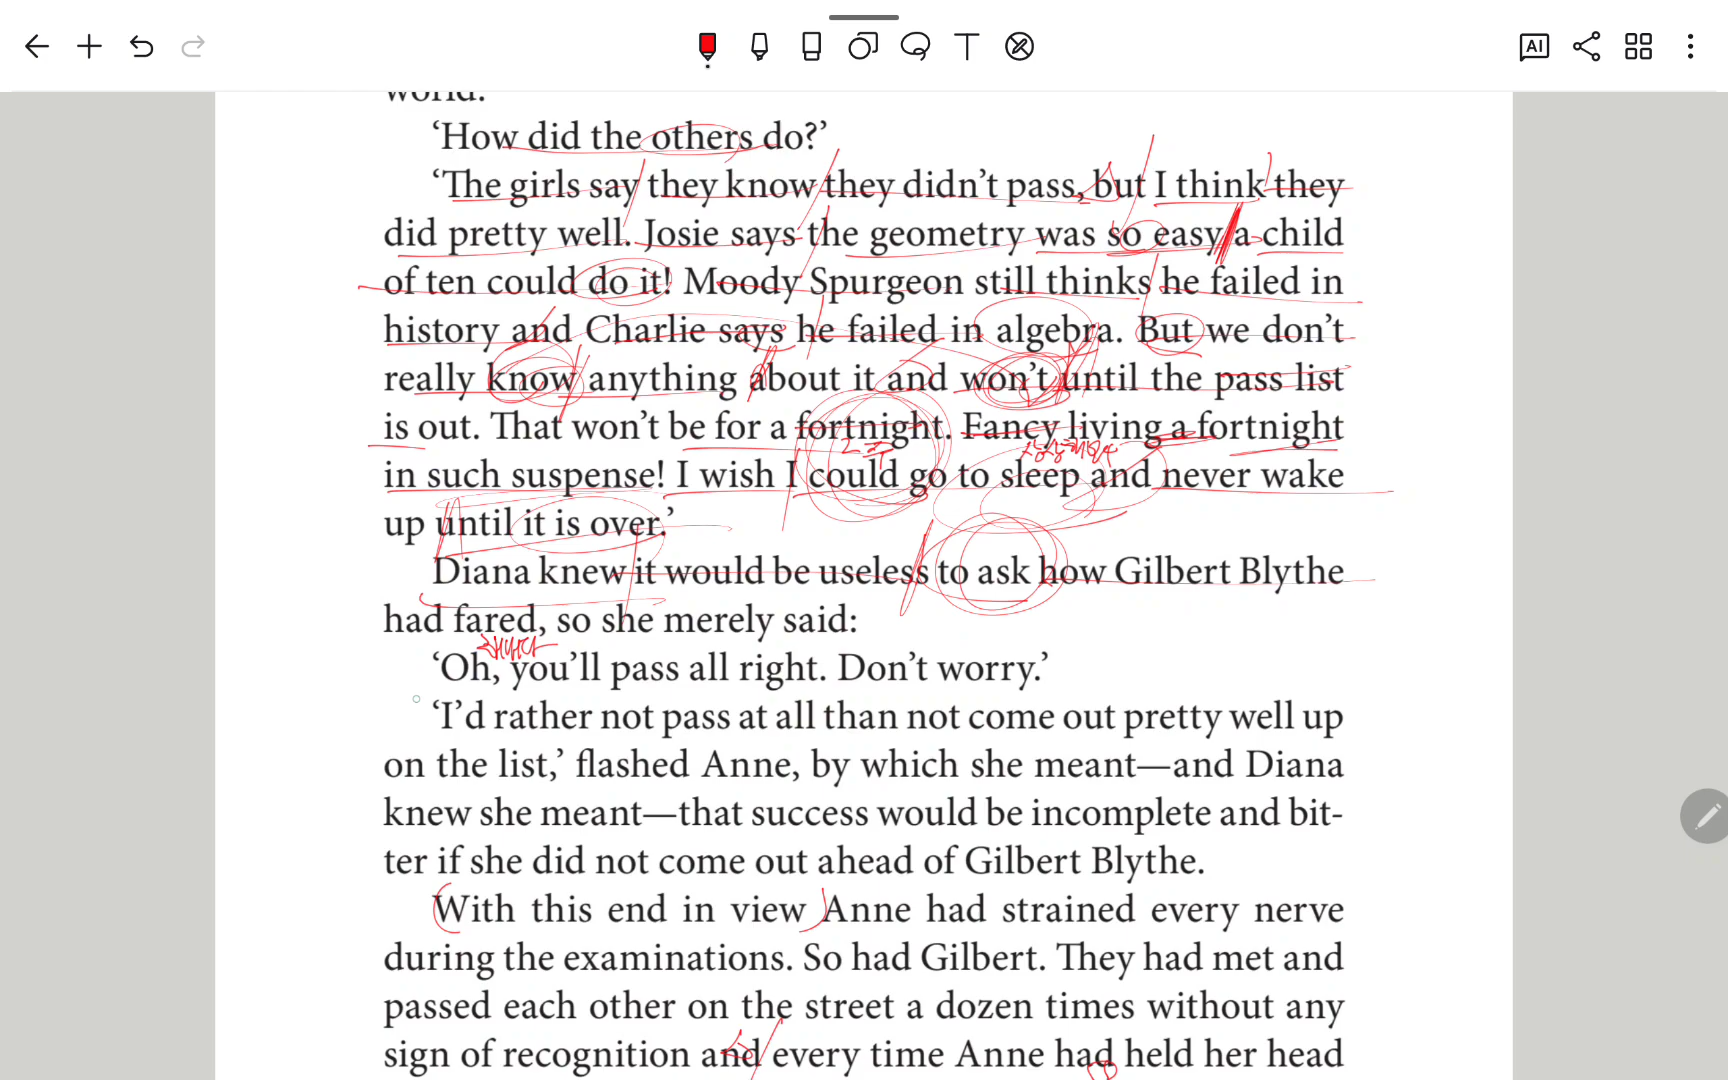 AI
world.
‘How did the others do?’
‘The girls say they know they didn’t pass, but I think they
did pretty well. Josie says the geometry was so easy a child
of ten could do it! Moody Spurgeon still thinks he failed in
history and Charlie says he failed in algebra. But we don’t
really know anything about it and won’t until the pass list
is out. That won’t be for a fortnight. Fancy living a fortnight
2주
in such suspense! I wish I could go to sleep and never wake
up until it is over.’
Diana knew it would be useless to ask how Gilbert Blythe
had fared, so she merely said:
‘Oh, you’ll pass all right. Don’t worry.’
‘I’d rather not pass at all than not come out pretty well up
on the list,’ flashed Anne, by which she meant—and Diana
knew she meant—that success would be incomplete and bit-
ter if she did not come out ahead of Gilbert Blythe.
With this end in view Anne had strained every nerve
during the examinations. So had Gilbert. They had met and
passed each other on the street a dozen times without any
sign of recognition and every time Anne had held her head